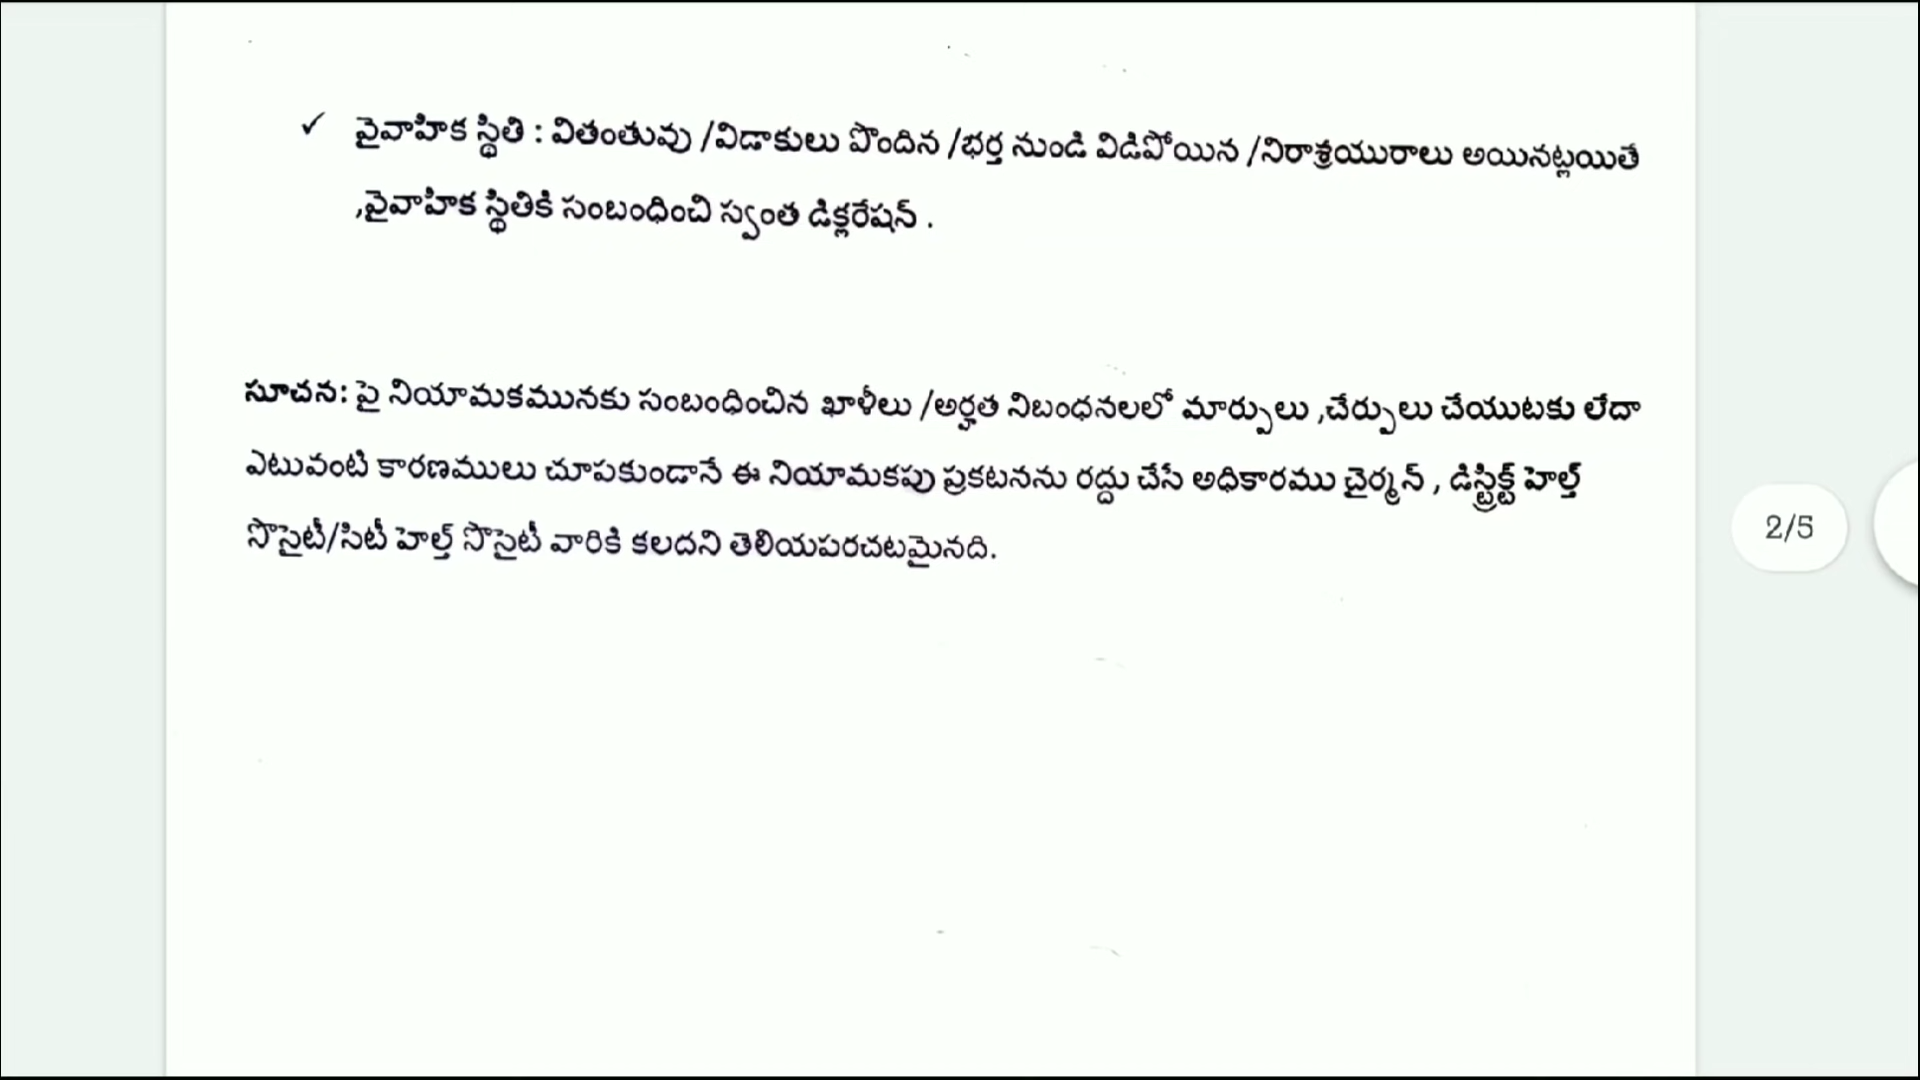 ✓ వైవాహిక స్థితి : వితంతువు /విడాకులు పొందిన /భర్త నుండి విడిపోయిన /నిరాశ్రయురాలు అయినట్లయితే
,వైవాహిక స్థితికి సంబంధించి స్వంత డిక్లరేషన్ .
సూచన: పై నియామకమునకు సంబంధించిన ఖాళీలు /అర్హత నిబంధనలలో మార్పులు ,చేర్పులు చేయుటకు లేదా
ఎటువంటి కారణములు చూపకుండానే ఈ నియామకపు ప్రకటనను రద్దు చేసే అధికారము చైర్మన్ , డిస్ట్రిక్ట్ హెల్త్
సొసైటీ/సిటీ హెల్త్ సొసైటీ వారికి కలదని తెలియపరచటమైనది.
2/5